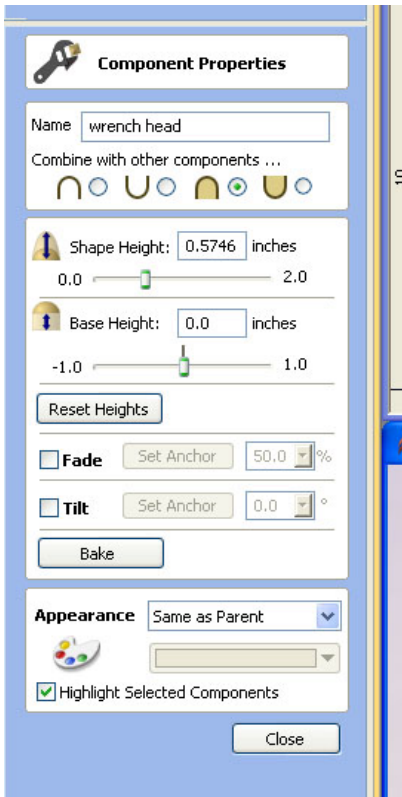 Component Properties
Name wrench head
Combine with other components ...
Shape Height: 0.5746 inches
0.0 2.0
Base Height: 0.0 inches
-1.0 1.0
Reset Heights
Fade Set Anchor 50.0 %
Tilt Set Anchor 0.0 °
Bake
Appearance Same as Parent
Highlight Selected Components
Close